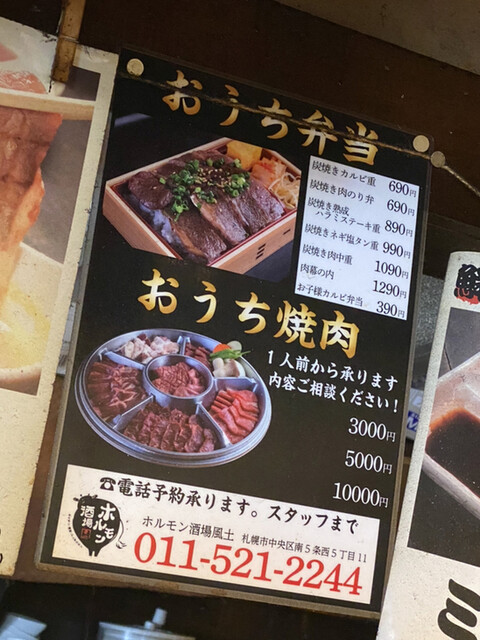 おうち弁当
炭焼きカルビ重 690円
炭焼き肉のり弁 690円
炭焼き熟成
ハラミステーキ重 890円
炭焼きネギ塩タン重 990円
炭焼き肉中重 1090円
肉幕の内 1290円
お子様カルビ弁当 390円
おうち焼肉
1人前から承ります
内容ご相談ください!
3000円
5000円
10000円
☎電話予約承ります。スタッフまで
ホルモン
酒場
ホルモン酒場風土 札幌市中央区南5条西5丁目11
011-521-2244